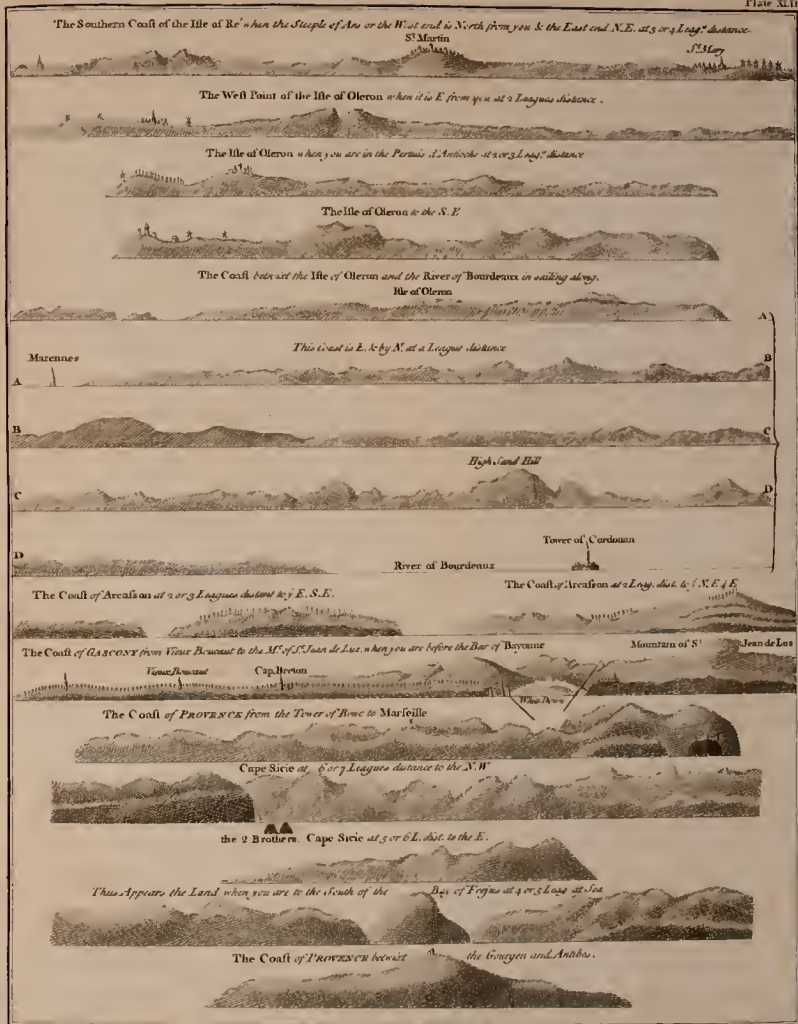 Plate XLII
The Southern Coaſt of the Iſle of Re' when the Steeple of Ars or the West end is North from you & the East end N.E. at 3 or 4 Leag.s distance
St Martin
St Mary
The Weſt Point of the Iſle of Oleron when it is E from you at 2 Leagues distance.
The Iſle of Oleron when you are in the Pertuis d'Antioche at 2 or 3 Leag.s distance
The Iſle of Oleron to the S.E
The Coaſt betwixt the Iſle of Oleron and the River of Bourdeaux in sailing along.
Iſle of Oleron
A
This Coast is E. & by N. at a League distance
Marennes
A B
B C
High Sand Hill
C D
Tower of Cordouan
D
River of Bourdeaux
The Coaſt of Arcaſson at 2 or 3 Leagues distant to ye E.S.E.
The Coaſt of Arcaſson at 2 Leag. dist. to ye N.E ¼ E
The Coaſt of GASCONY from Vieux Boucaut to the Mt. of St. Jean de Luz, when you are before the Bar of Bayonne
Mountain of St Jean de Luz
Vieux Boucaut
Cap Breton
The Coaſt of PROVENCE from the Tower of Bouc to Marſeille
Cape Sicie at 6 or 7 Leagues distance to the N.W
the 2 Brothers. Cape Sicie at 5 or 6 L. dist. to the E.
Thus Appears the Land when you are to the South of the Bay of Frejus at 4 or 5 Leag at Sea
The Coaſt of PROVENCE betwixt the Gourgen and Antibes.